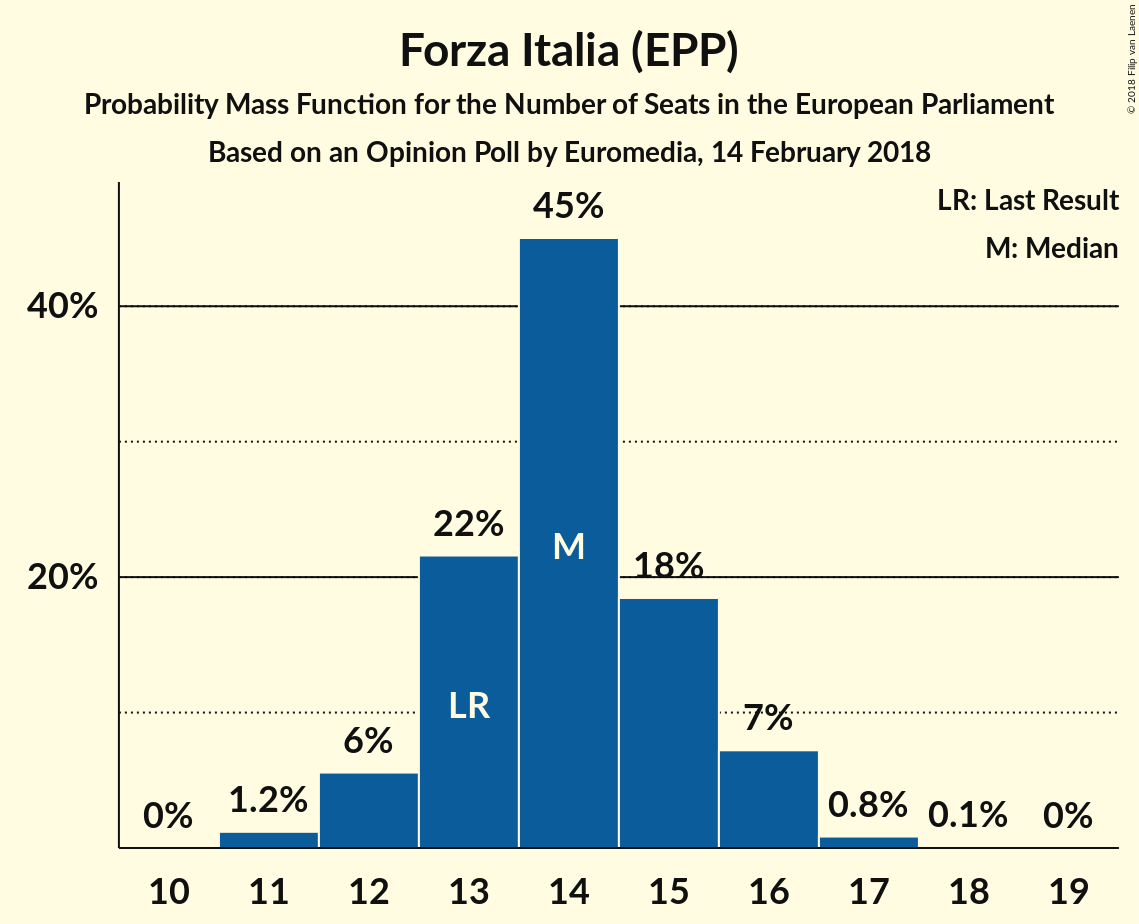 Forza Italia (EPP)
Probability Mass Function for the Number of Seats in the European Parliament
Based on an Opinion Poll by Euromedia, 14 February 2018
© 2018 Filip van Laenen
LR: Last Result
M: Median
45%
40%
22%
M
18%
20%
LR
7%
6%
1.2%
0%
0.8%
0.1%
0%
10 11 12 13 14 15 16 17 18 19